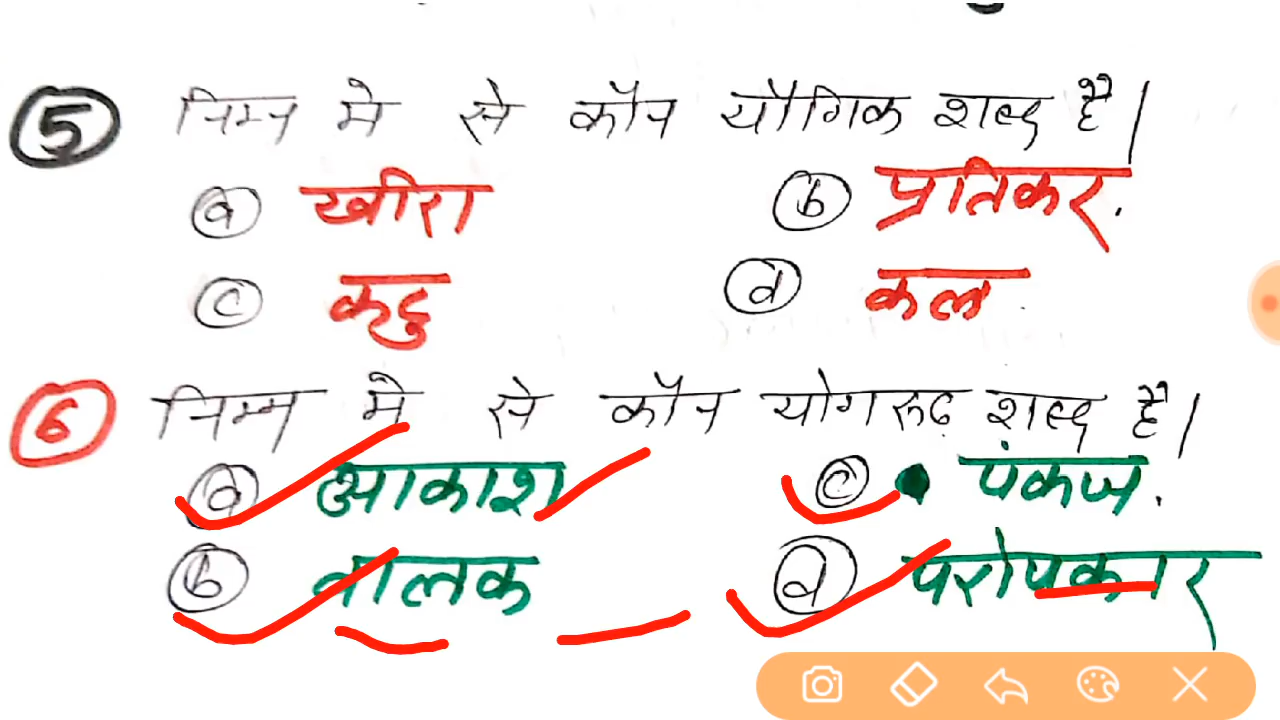 5 निम्न मे से कौन यौगिक शब्द है।
a खीरा b प्रतिकर.
c कद्दु d कल
6 निम्न मे से कौन योगरूढ़ शब्द है।
a आकाश c पंकज.
b वालक d परोपकार